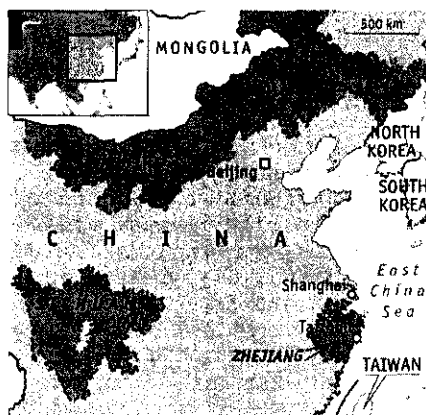 500 km
MONGOLIA
NORTH
KOREA
Beijing
SOUTH
KOREA
C H I N A
East
China
Sea
Shanghai
ZHEJIANG
TAIWAN